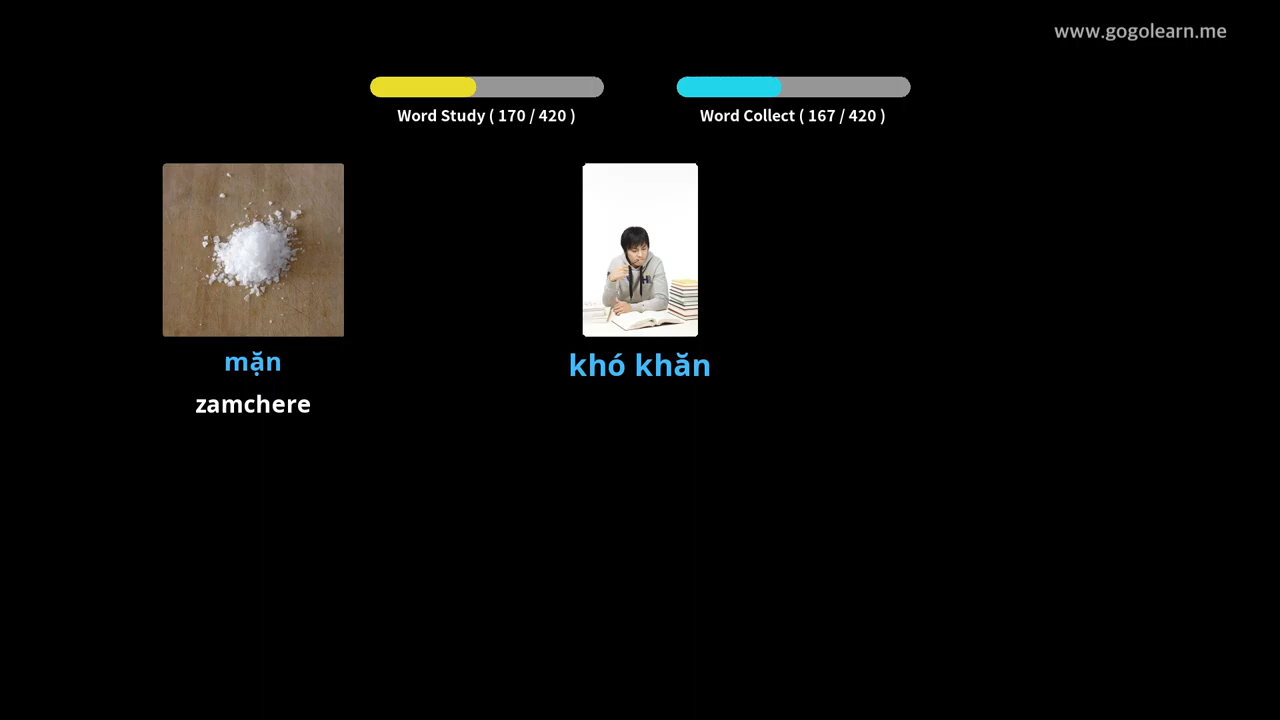 www.gogolearn.me
Word Study ( 170 / 420 )
Word Collect ( 167 / 420 )
mặn
khó khăn
zamchere